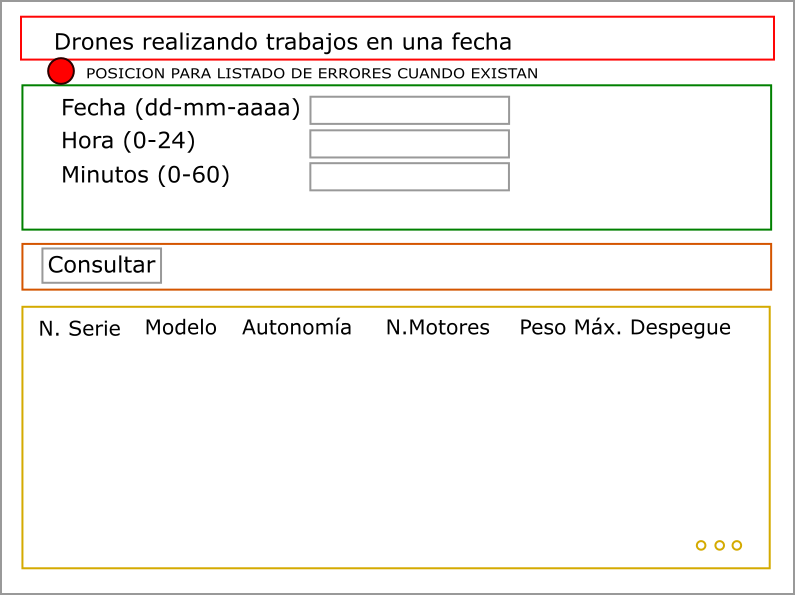 Drones realizando trabajos en una fecha
POSICION PARA LISTADO DE ERRORES CUANDO EXISTAN
Fecha (dd-mm-aaaa)
Hora (0-24)
Minutos (0-60)
Consultar
N. Serie Modelo Autonomía N.Motores Peso Máx. Despegue